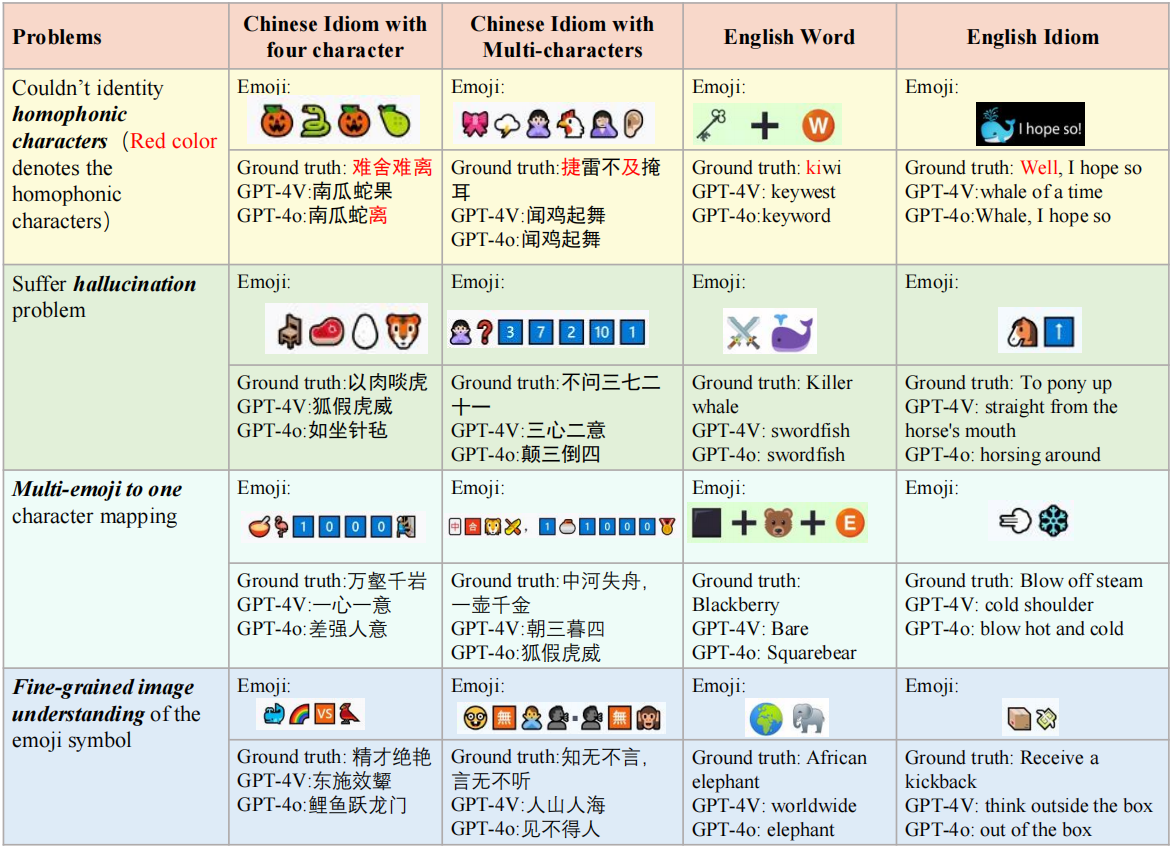 Problems
Chinese Idiom with
four character
Chinese Idiom with
Multi-characters
English Word
English Idiom
Couldn’t identity
homophonic
characters（Red color
denotes the
homophonic
characters）
Emoji:
Ground truth: 难舍难离
GPT-4V:南瓜蛇果
GPT-4o:南瓜蛇离
Emoji:
Ground truth:捷雷不及掩
耳
GPT-4V:闻鸡起舞
GPT-4o:闻鸡起舞
Emoji:
+ W
Ground truth: kiwi
GPT-4V: keywest
GPT-4o:keyword
Emoji:
I hope so!
Ground truth: Well, I hope so
GPT-4V:whale of a time
GPT-4o:Whale, I hope so
Suffer hallucination
problem
Emoji:
Ground truth:以肉啖虎
GPT-4V:狐假虎威
GPT-4o:如坐针毡
Emoji:
? 3 7 2 10 1
Ground truth:不问三七二
十一
GPT-4V:三心二意
GPT-4o:颠三倒四
Emoji:
Ground truth: Killer
whale
GPT-4V: swordfish
GPT-4o: swordfish
Emoji:
Ground truth: To pony up
GPT-4V: straight from the
horse's mouth
GPT-4o: horsing around
Multi-emoji to one
character mapping
Emoji:
1 0 0 0
Ground truth:万壑千岩
GPT-4V:一心一意
GPT-4o:差强人意
Emoji:
中 合 , 1 1 0 0 0
Ground truth:中河失舟,
一壶千金
GPT-4V:朝三暮四
GPT-4o:狐假虎威
Emoji:
+ + E
Ground truth:
Blackberry
GPT-4V: Bare
GPT-4o: Squarebear
Emoji:
Ground truth: Blow off steam
GPT-4V: cold shoulder
GPT-4o: blow hot and cold
Fine-grained image
understanding of the
emoji symbol
Emoji:
VS
Ground truth: 精才绝艳
GPT-4V:东施效颦
GPT-4o:鲤鱼跃龙门
Emoji:
無 無
Ground truth:知无不言,
言无不听
GPT-4V:人山人海
GPT-4o:见不得人
Emoji:
Ground truth: African
elephant
GPT-4V: worldwide
GPT-4o: elephant
Emoji:
Ground truth: Receive a
kickback
GPT-4V: think outside the box
GPT-4o: out of the box